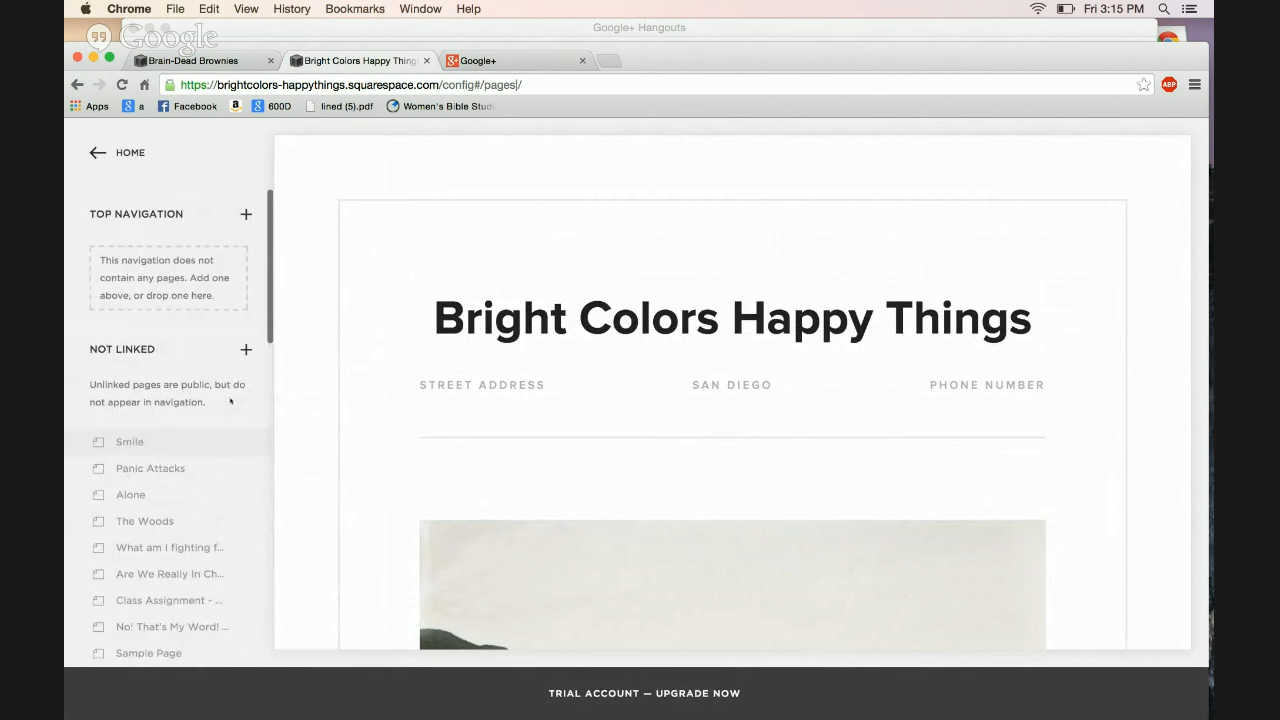 Chrome File Edit View History Bookmarks Window Help Fri 3:15 PM
Google+ Hangouts
Google
Brain-Dead Brownies Bright Colors Happy Thing Google+
https://brightcolors-happythings.squarespace.com/config#/pages/
ABP
Apps a Facebook 600D lined (5).pdf Women's Bible Stud
HOME
TOP NAVIGATION
This navigation does not
contain any pages. Add one
above, or drop one here.
NOT LINKED
Unlinked pages are public, but do
not appear in navigation.
Smile
Panic Attacks
Alone
The Woods
What am I fighting f...
Are We Really In Ch...
Class Assignment - ...
No! That's My Word! ...
Sample Page
Bright Colors Happy Things
STREET ADDRESS SAN DIEGO PHONE NUMBER
TRIAL ACCOUNT — UPGRADE NOW